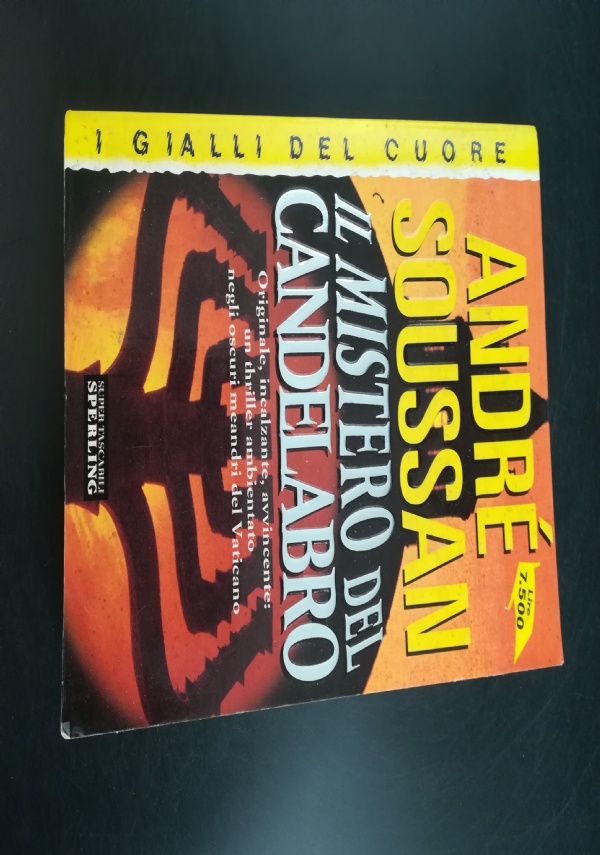 I GIALLI DEL CUORE
ANDRÉ
SOUSSAN
Lire
7.500
IL MISTERO DEL
CANDELABRO
Originale, incalzante, avvincente:
un thriller ambientato
negli oscuri meandri del Vaticano
SUPER TASCABILI
SPERLING